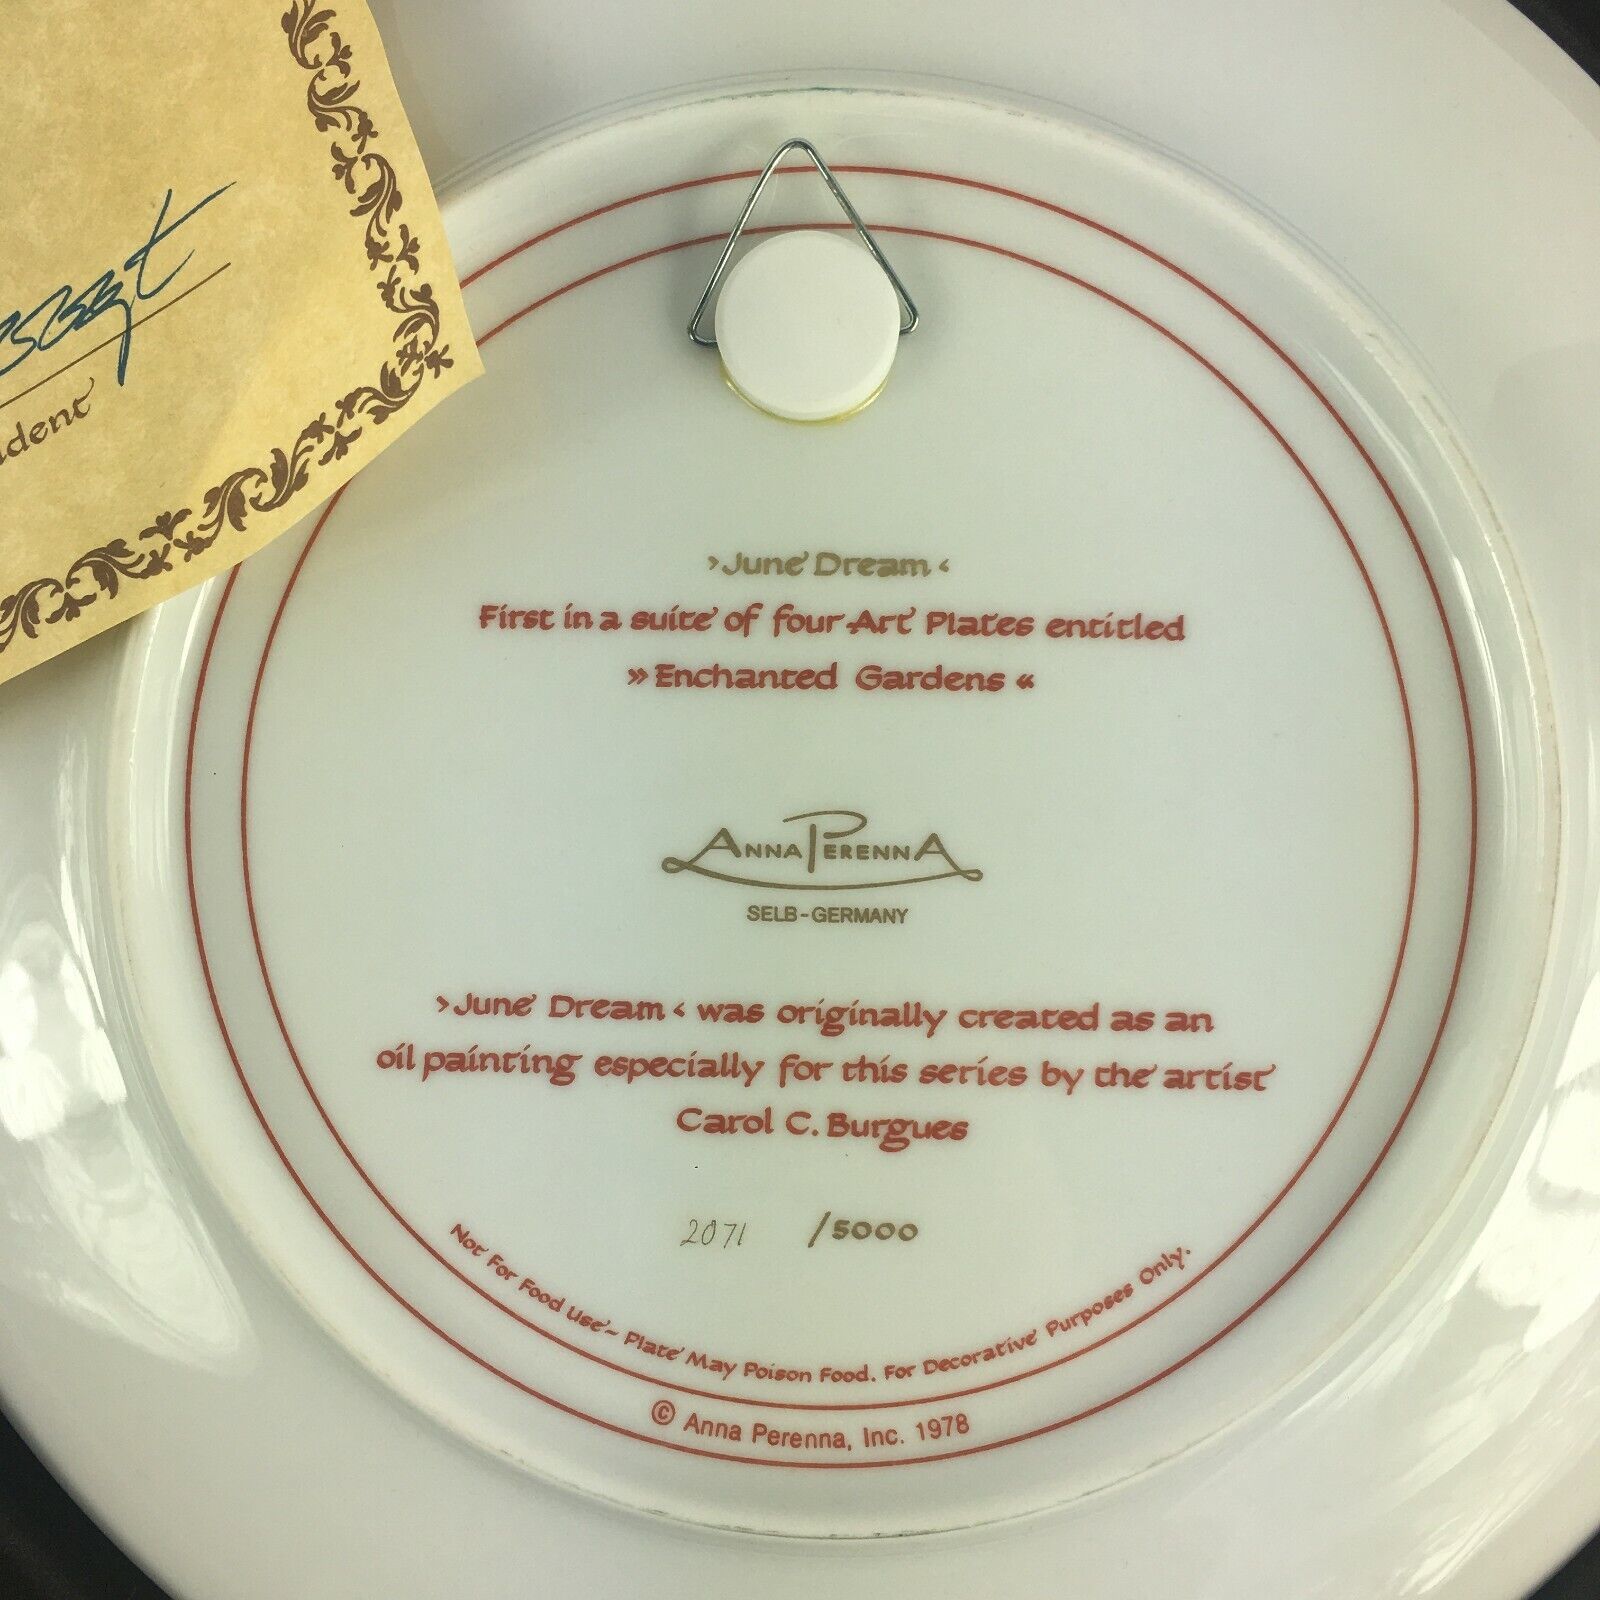 ›June Dream‹
First in a suite of four Art Plates entitled
»Enchanted Gardens«
ANNA PERENNA
SELB-GERMANY
›June Dream‹ was originally created as an
oil painting especially for this series by the artist
Carol C. Burgues
2071 /5000
Not For Food Use - Plate May Poison Food. For Decorative Purposes Only.
© Anna Perenna, Inc. 1978